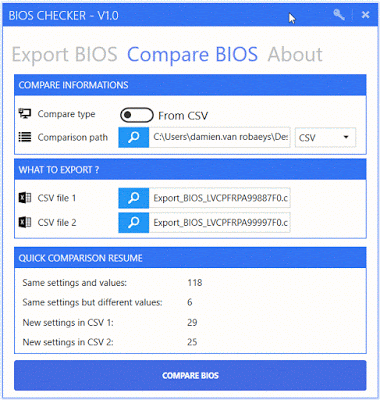 BIOS CHECKER - V1.0
Export BIOS Compare BIOS About
COMPARE INFORMATIONS
Compare type From CSV
Comparison path C:\Users\damien.van robaeys\Des CSV
WHAT TO EXPORT ?
CSV file 1 Export_BIOS_LVCPFRPA99887F0.c
CSV file 2 Export_BIOS_LVCPFRPA99997F0.c
QUICK COMPARISON RESUME
Same settings and values: 118
Same settings but different values: 6
New settings in CSV 1: 29
New settings in CSV 2: 25
COMPARE BIOS